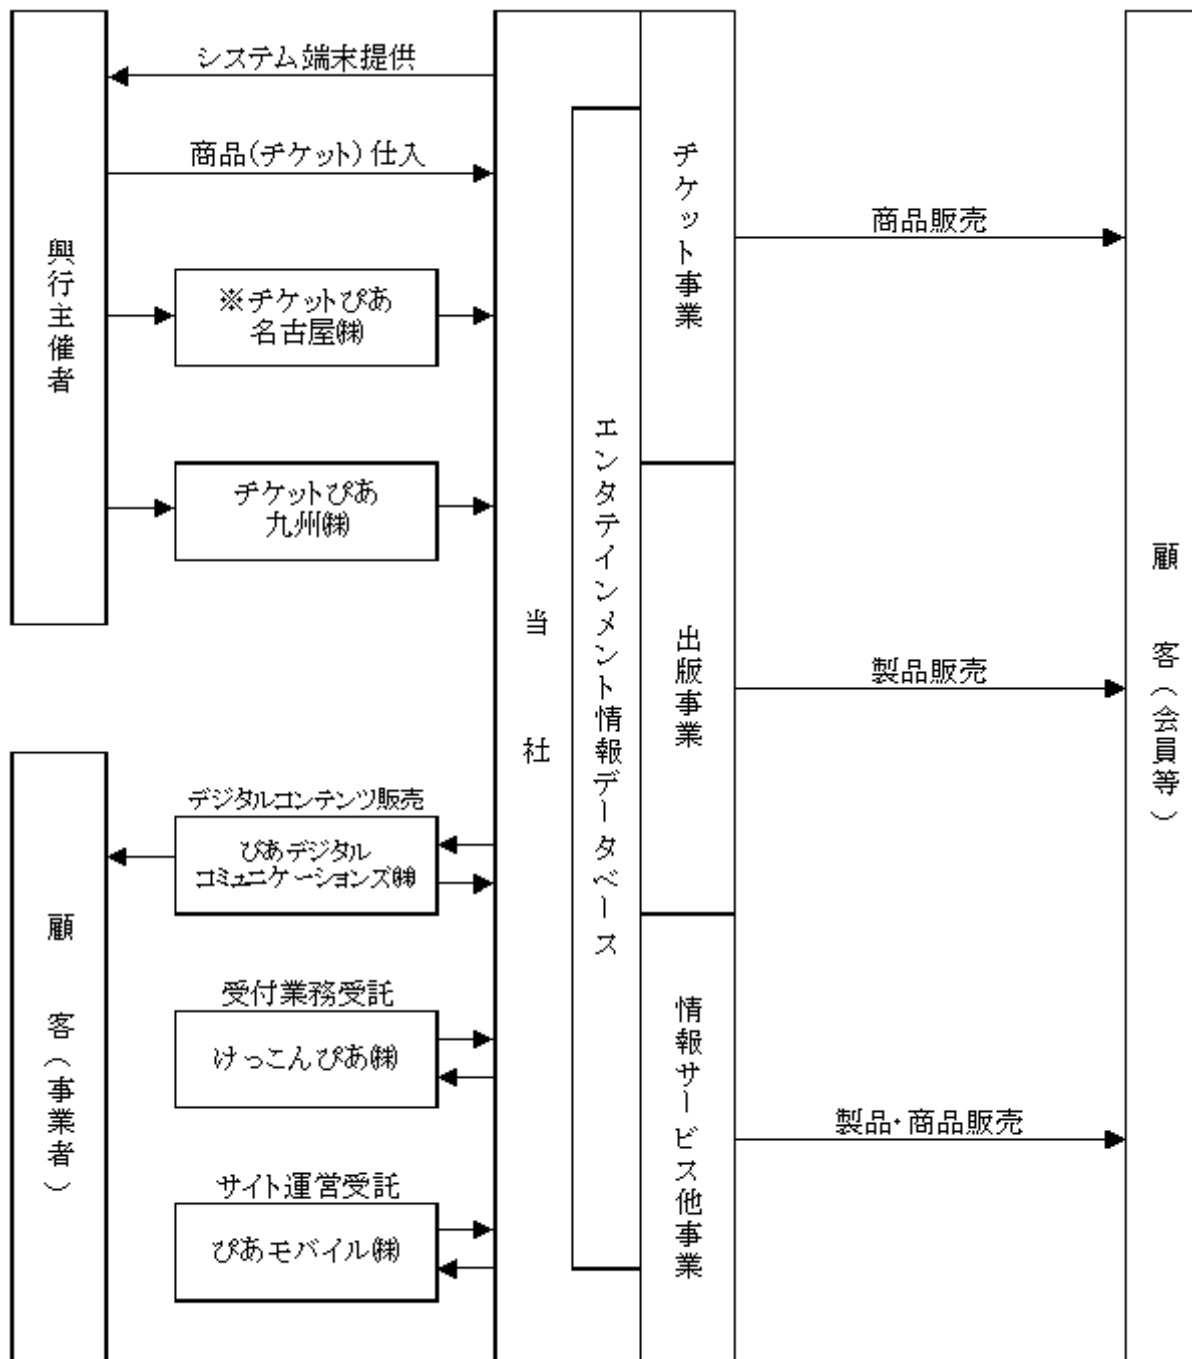 システム端末提供
商品(チケット)仕入
興行主催者
※チケットぴあ
名古屋㈱
チケットぴあ
九州㈱
デジタルコンテンツ販売
ぴあデジタル
コミュニケーションズ㈱
顧客(事業者)
受付業務受託
けっこんぴあ㈱
サイト運営受託
ぴあモバイル㈱
当社
エンタテインメント情報データベース
チケット事業
出版事業
情報サービス他事業
商品販売
製品販売
製品・商品販売
顧客(会員等)